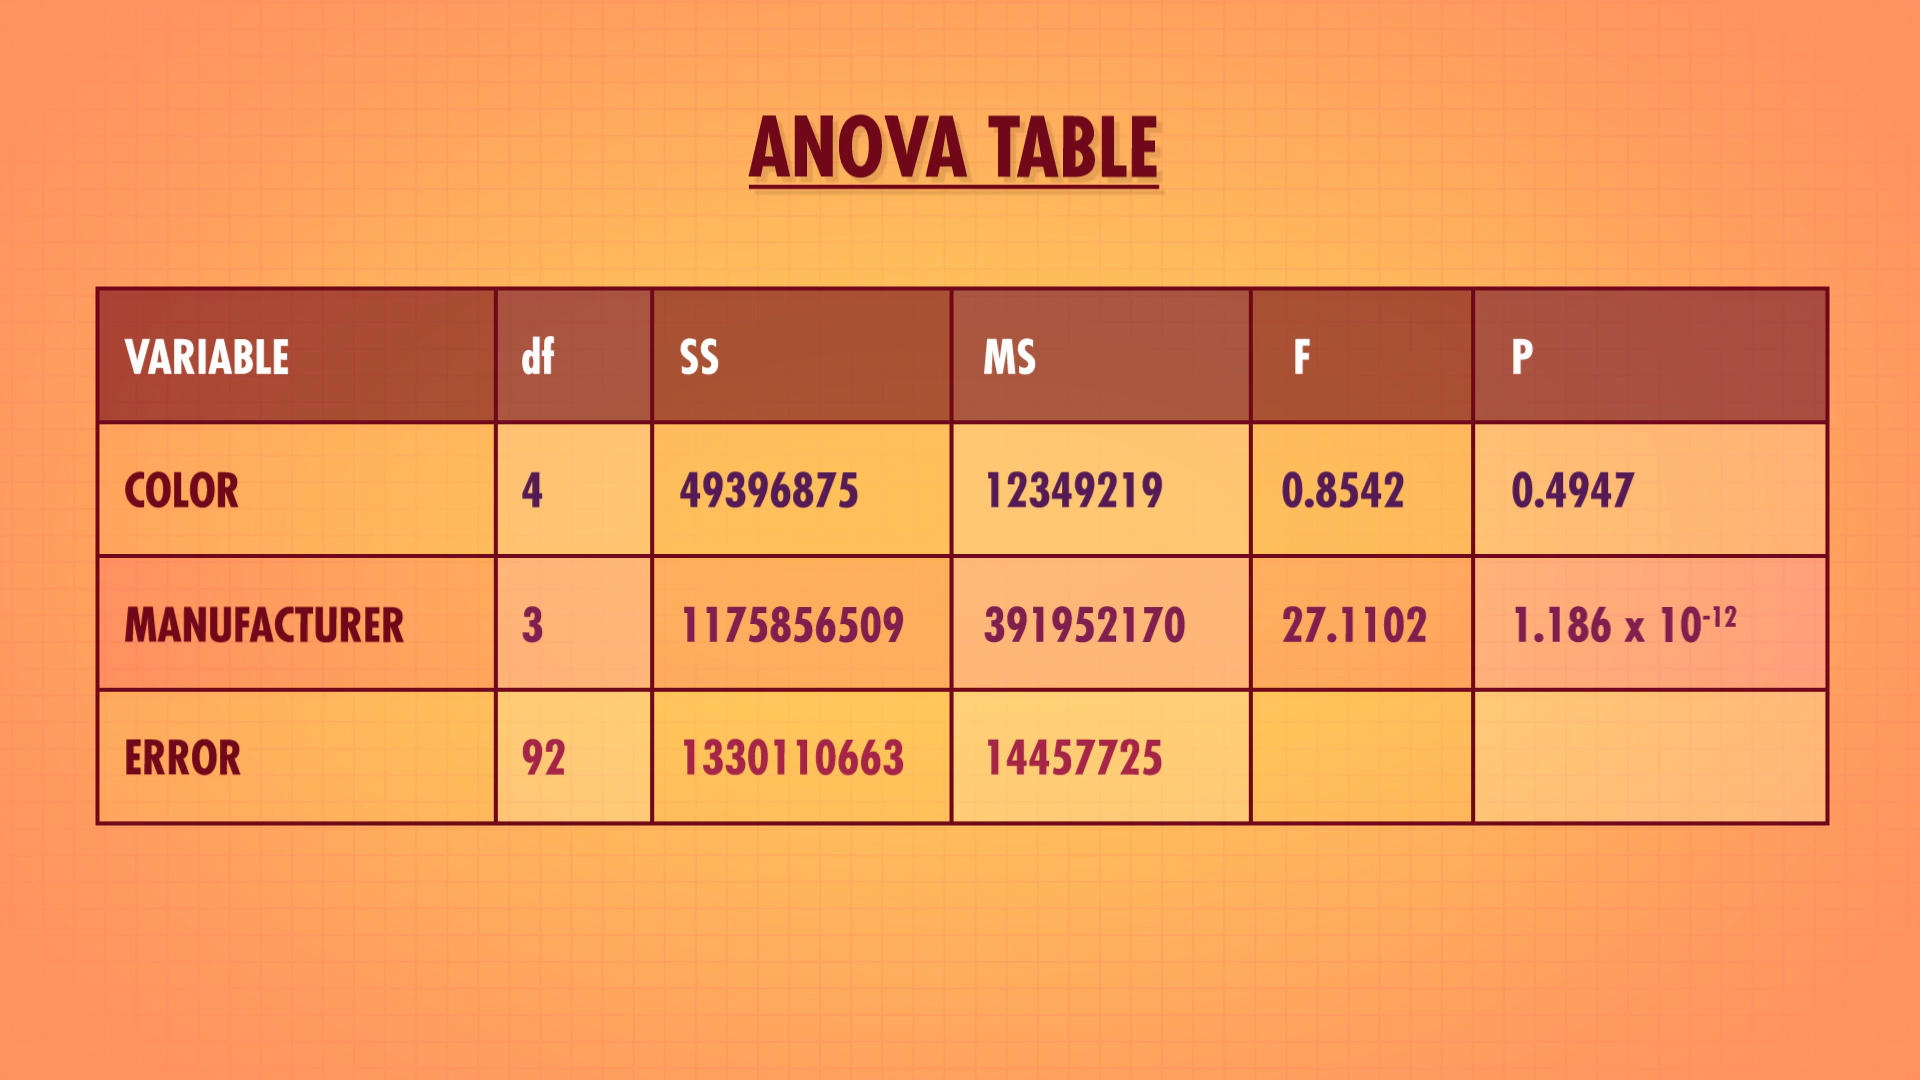 ANOVA TABLE
VARIABLE df SS MS F P
COLOR 4 49396875 12349219 0.8542 0.4947
MANUFACTURER 3 1175856509 391952170 27.1102 1.186 x 10⁻¹²
ERROR 92 1330110663 14457725